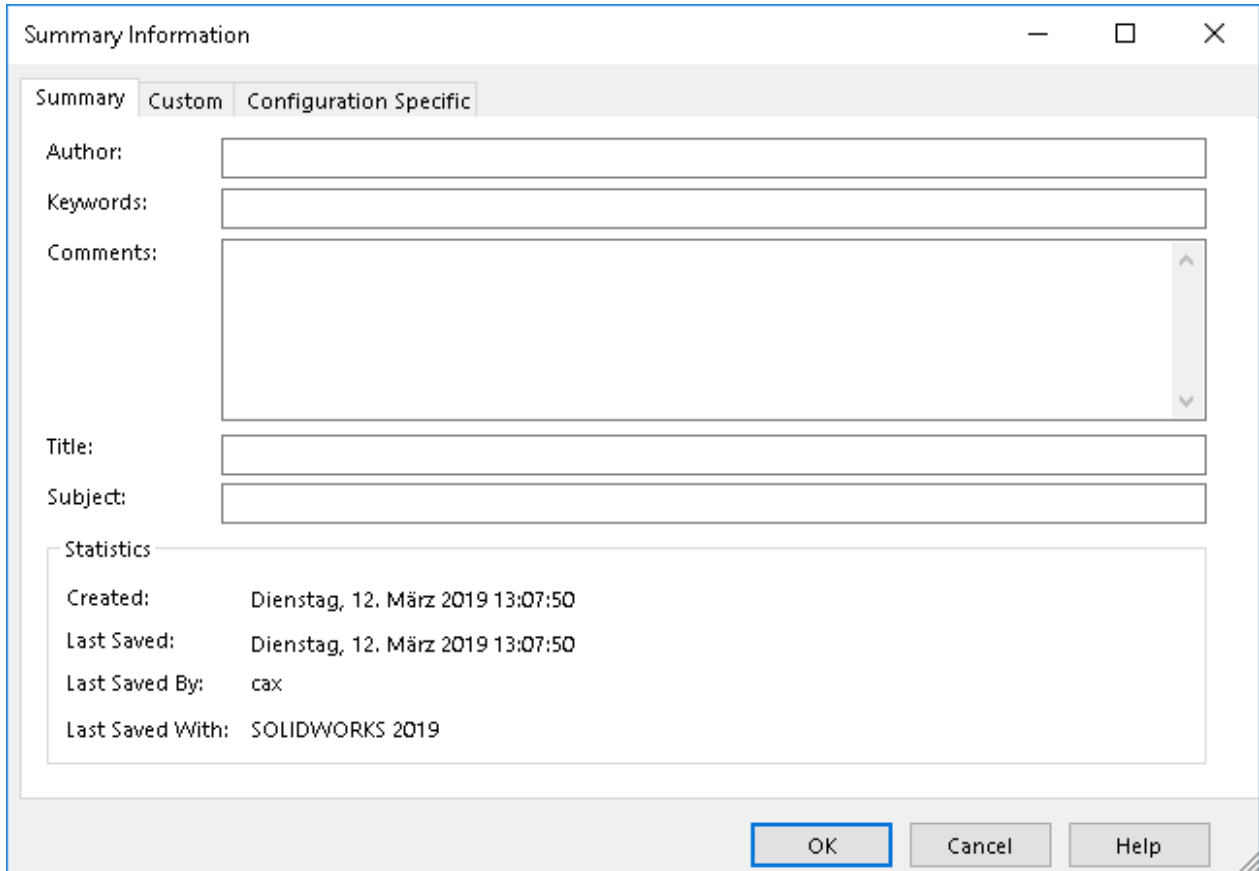 Summary Information
Summary Custom Configuration Specific
Author:
Keywords:
Comments:
Title:
Subject:
Statistics
Created: Dienstag, 12. März 2019 13:07:50
Last Saved: Dienstag, 12. März 2019 13:07:50
Last Saved By: cax
Last Saved With: SOLIDWORKS 2019
OK Cancel Help